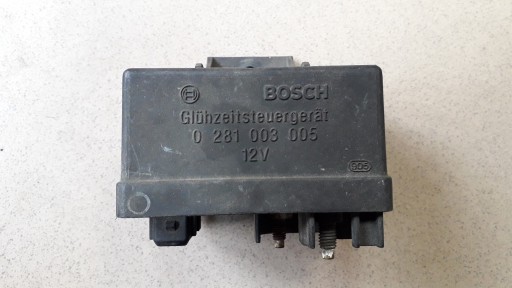 BOSCH
Glühzeitsteuergerät
0 281 003 005
12V